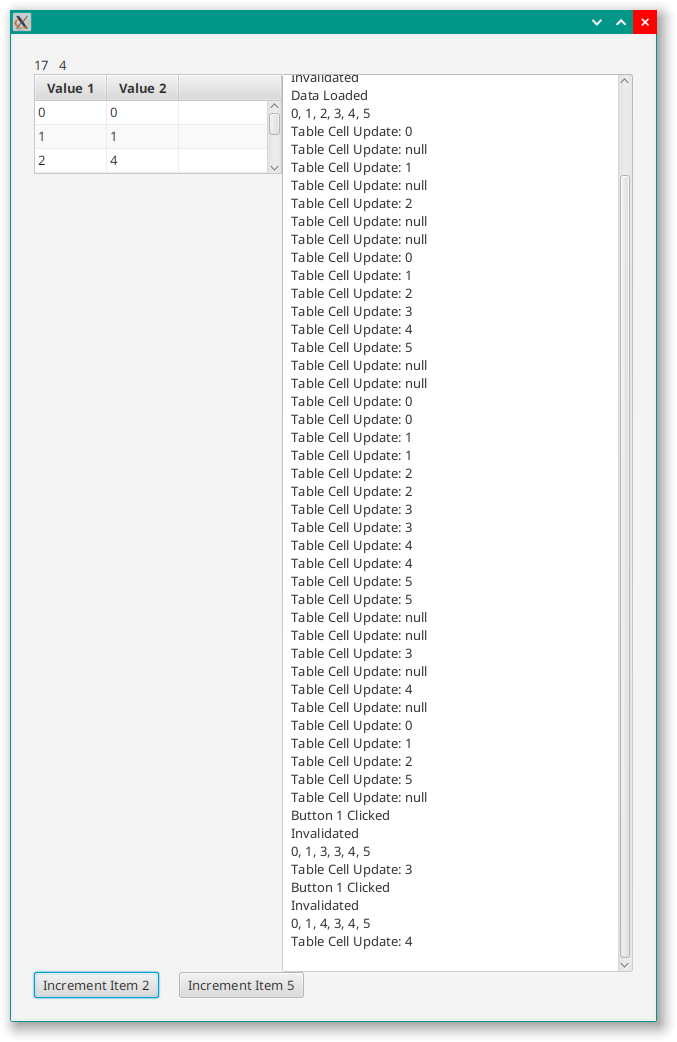 17 4
Value 1 Value 2
0 0
1 1
2 4
Invalidated
Data Loaded
0, 1, 2, 3, 4, 5
Table Cell Update: 0
Table Cell Update: null
Table Cell Update: 1
Table Cell Update: null
Table Cell Update: 2
Table Cell Update: null
Table Cell Update: null
Table Cell Update: 0
Table Cell Update: 1
Table Cell Update: 2
Table Cell Update: 3
Table Cell Update: 4
Table Cell Update: 5
Table Cell Update: null
Table Cell Update: null
Table Cell Update: 0
Table Cell Update: 0
Table Cell Update: 1
Table Cell Update: 1
Table Cell Update: 2
Table Cell Update: 2
Table Cell Update: 3
Table Cell Update: 3
Table Cell Update: 4
Table Cell Update: 4
Table Cell Update: 5
Table Cell Update: 5
Table Cell Update: null
Table Cell Update: null
Table Cell Update: 3
Table Cell Update: null
Table Cell Update: 4
Table Cell Update: null
Table Cell Update: 0
Table Cell Update: 1
Table Cell Update: 2
Table Cell Update: 5
Table Cell Update: null
Button 1 Clicked
Invalidated
0, 1, 3, 3, 4, 5
Table Cell Update: 3
Button 1 Clicked
Invalidated
0, 1, 4, 3, 4, 5
Table Cell Update: 4
Increment Item 2 Increment Item 5